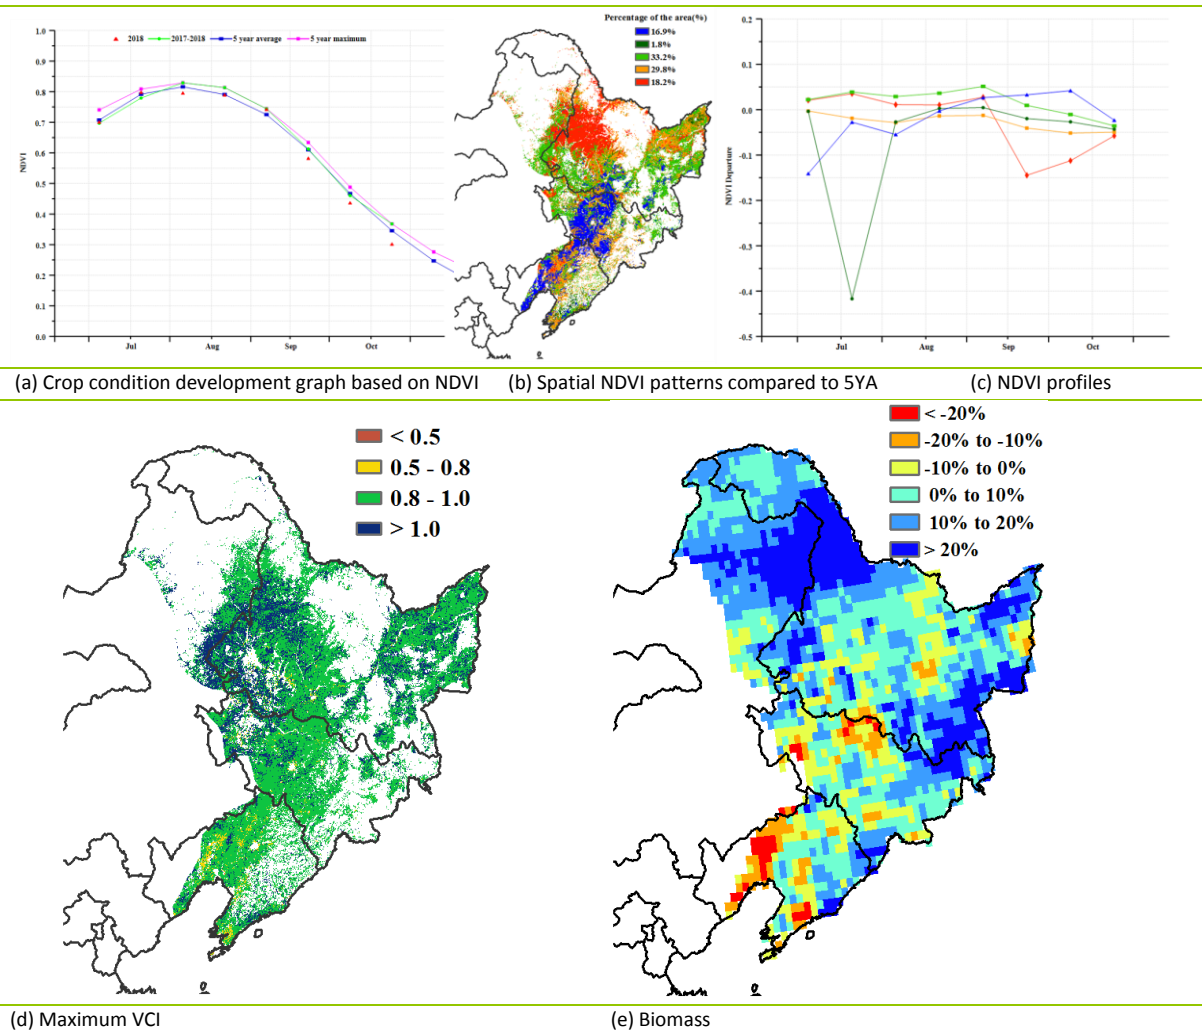 1.0
0.9
0.8
0.7
0.6
0.5
0.4
0.3
0.2
0.1
0.0
NDVI
2018 2017-2018 5 year average 5 year maximum
Jul Aug Sep Oct
Percentage of the area(%)
16.9%
1.8%
33.2%
29.8%
18.2%
0.2
0.1
0.0
-0.1
-0.2
-0.3
-0.4
-0.5
NDVI Departure
Jul Aug Sep Oct
(a) Crop condition development graph based on NDVI (b) Spatial NDVI patterns compared to 5YA (c) NDVI profiles
< 0.5
0.5 - 0.8
0.8 - 1.0
> 1.0
< -20%
-20% to -10%
-10% to 0%
0% to 10%
10% to 20%
> 20%
(d) Maximum VCI (e) Biomass